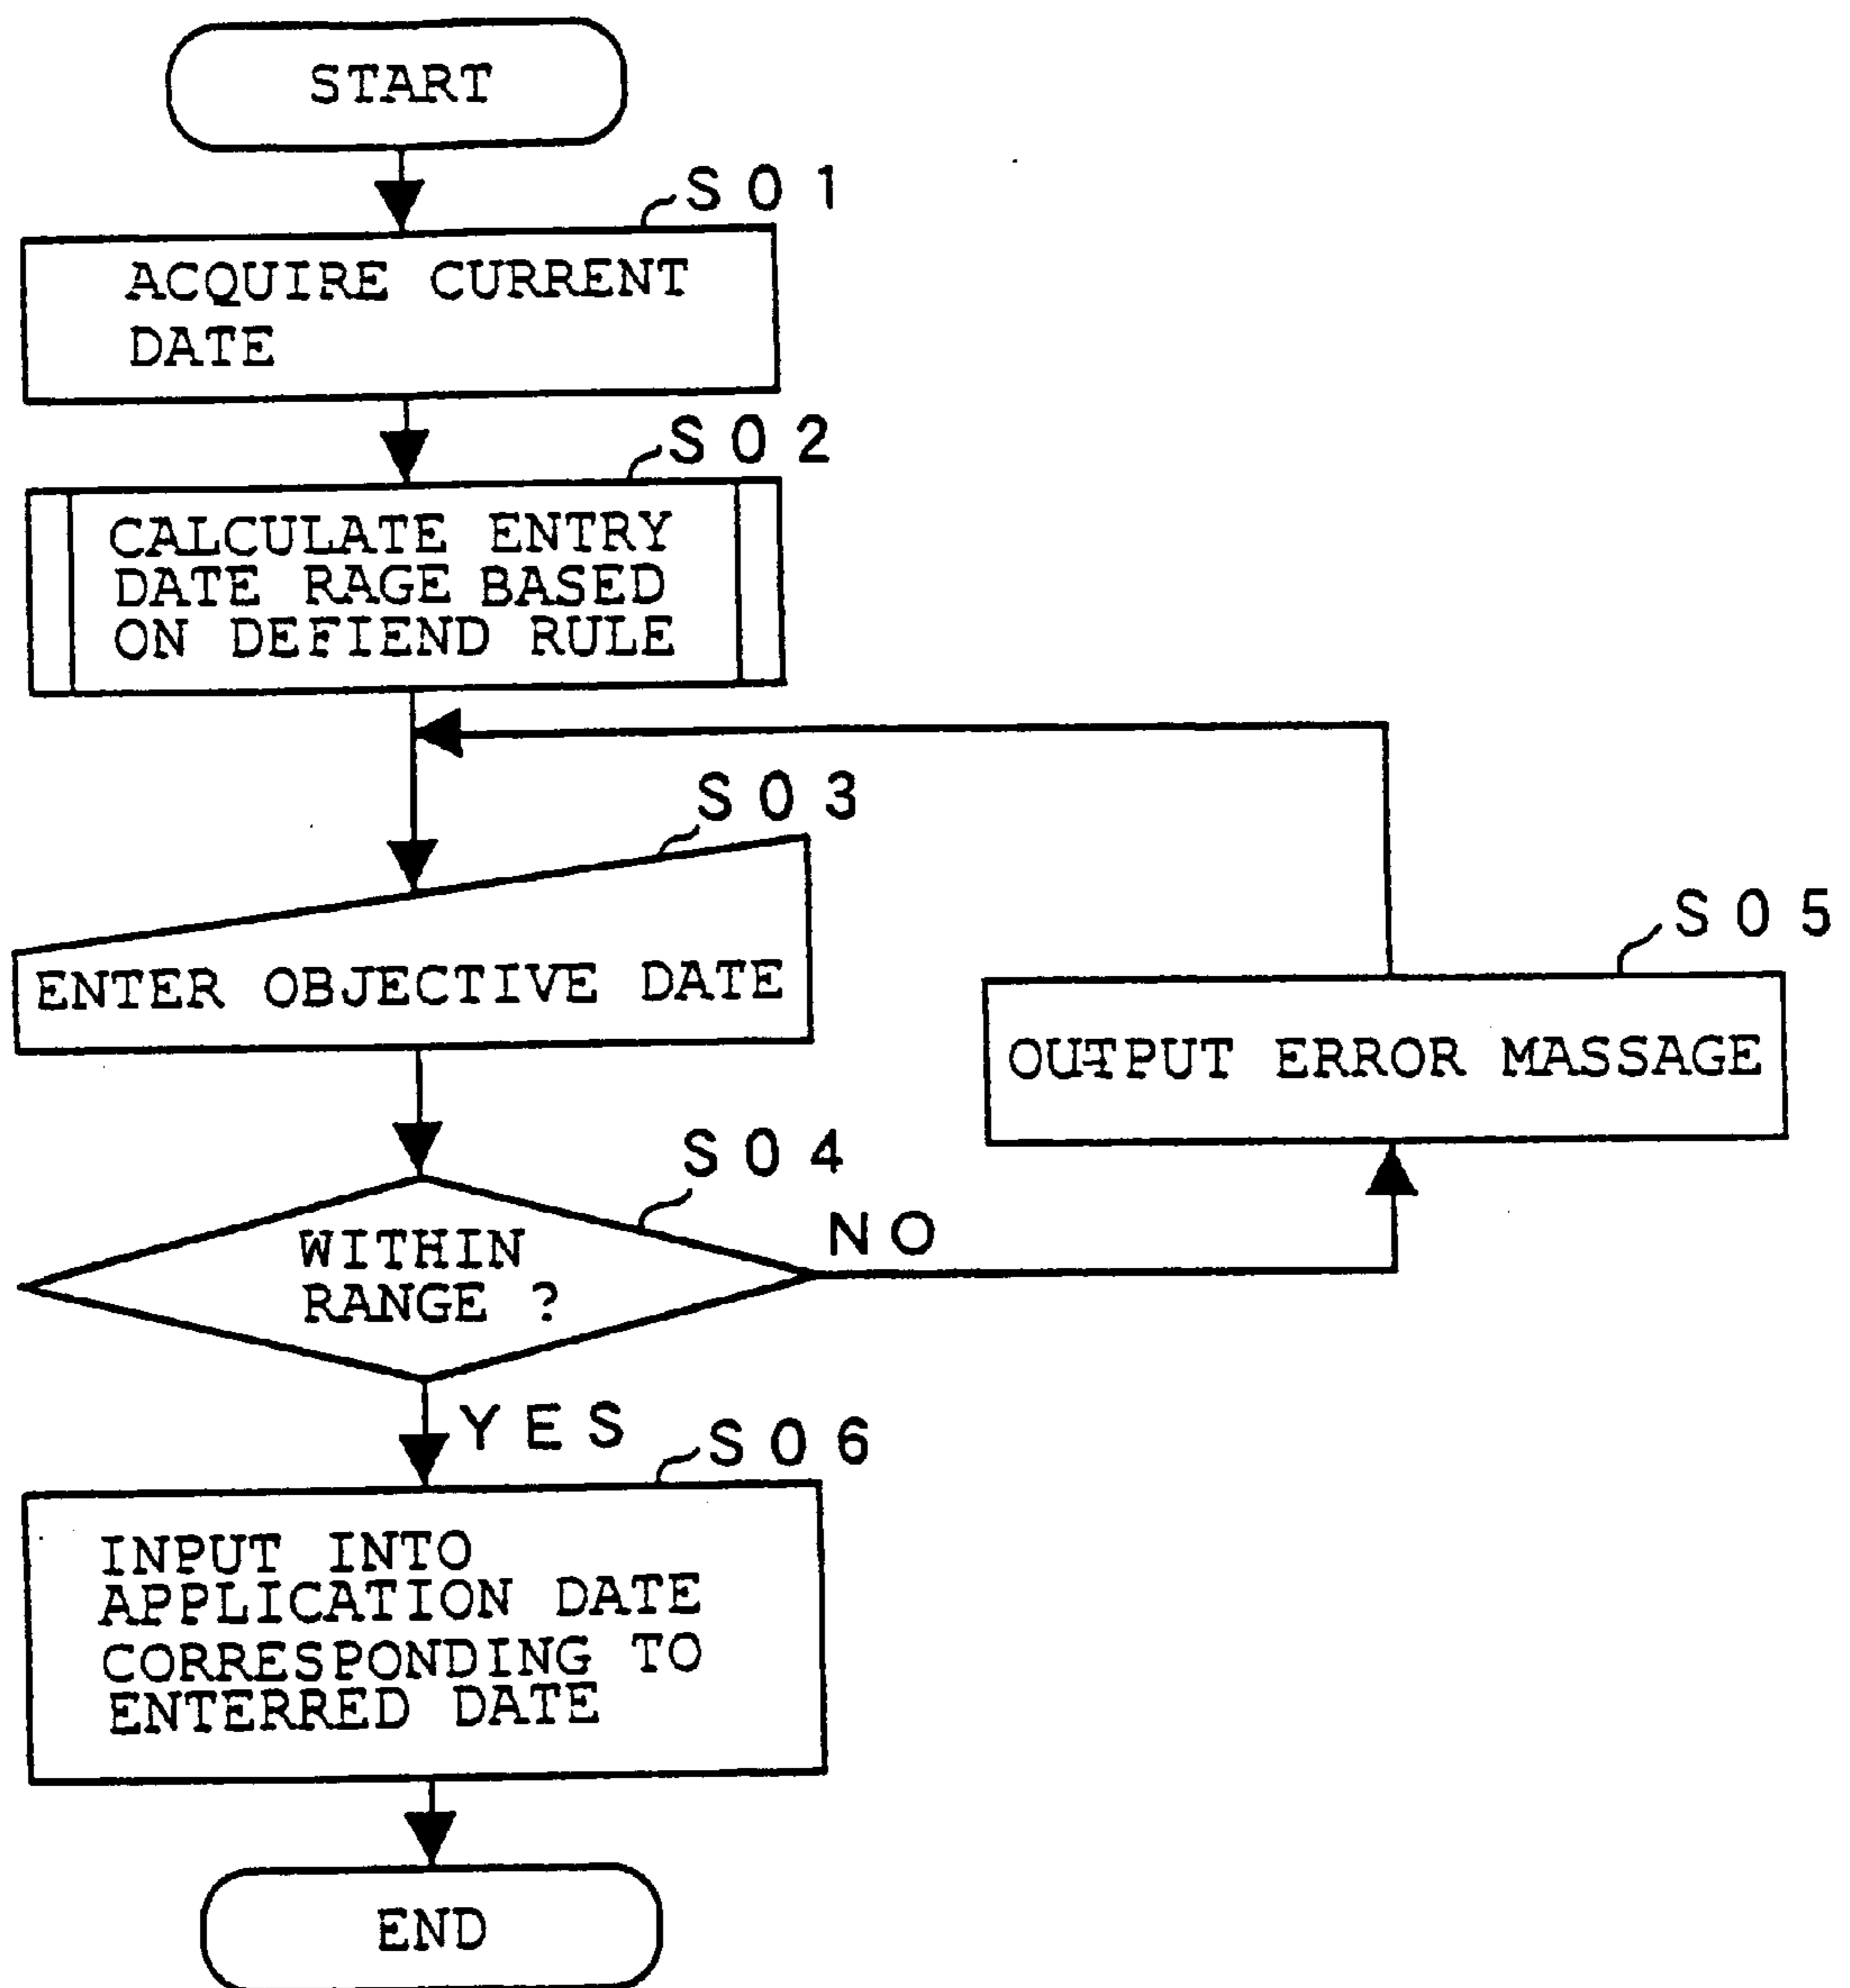 START
S01
ACQUIRE CURRENT
DATE
S02
CALCULATE ENTRY
DATE RAGE BASED
ON DEFIEND RULE
S03
ENTER OBJECTIVE DATE
S05
OUTPUT ERROR MASSAGE
S04
WITHIN
RANGE ?
NO
YES
S06
INPUT INTO
APPLICATION DATE
CORRESPONDING TO
ENTERRED DATE
END